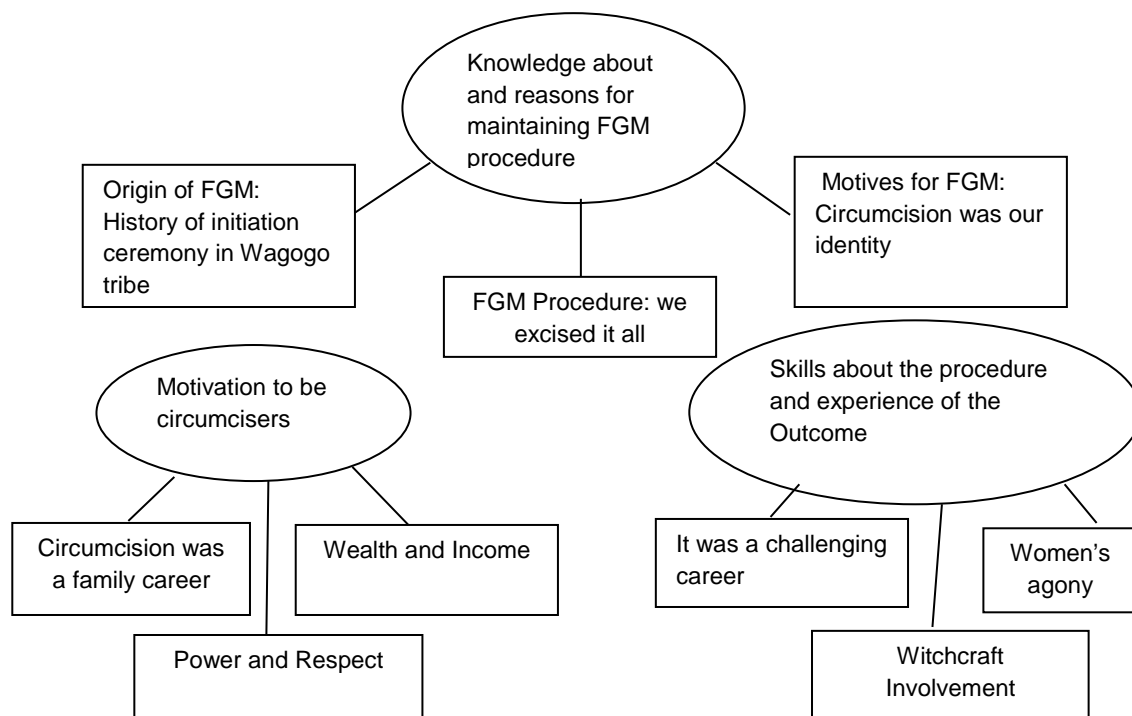 Knowledge about
and reasons for
maintaining FGM
procedure
Origin of FGM:
History of initiation
ceremony in Wagogo
tribe
FGM Procedure: we
excised it all
Motives for FGM:
Circumcision was our
identity
Motivation to be
circumcisers
Circumcision was
a family career
Power and Respect
Wealth and Income
Skills about the procedure
and experience of the
Outcome
It was a challenging
career
Witchcraft
Involvement
Women’s
agony